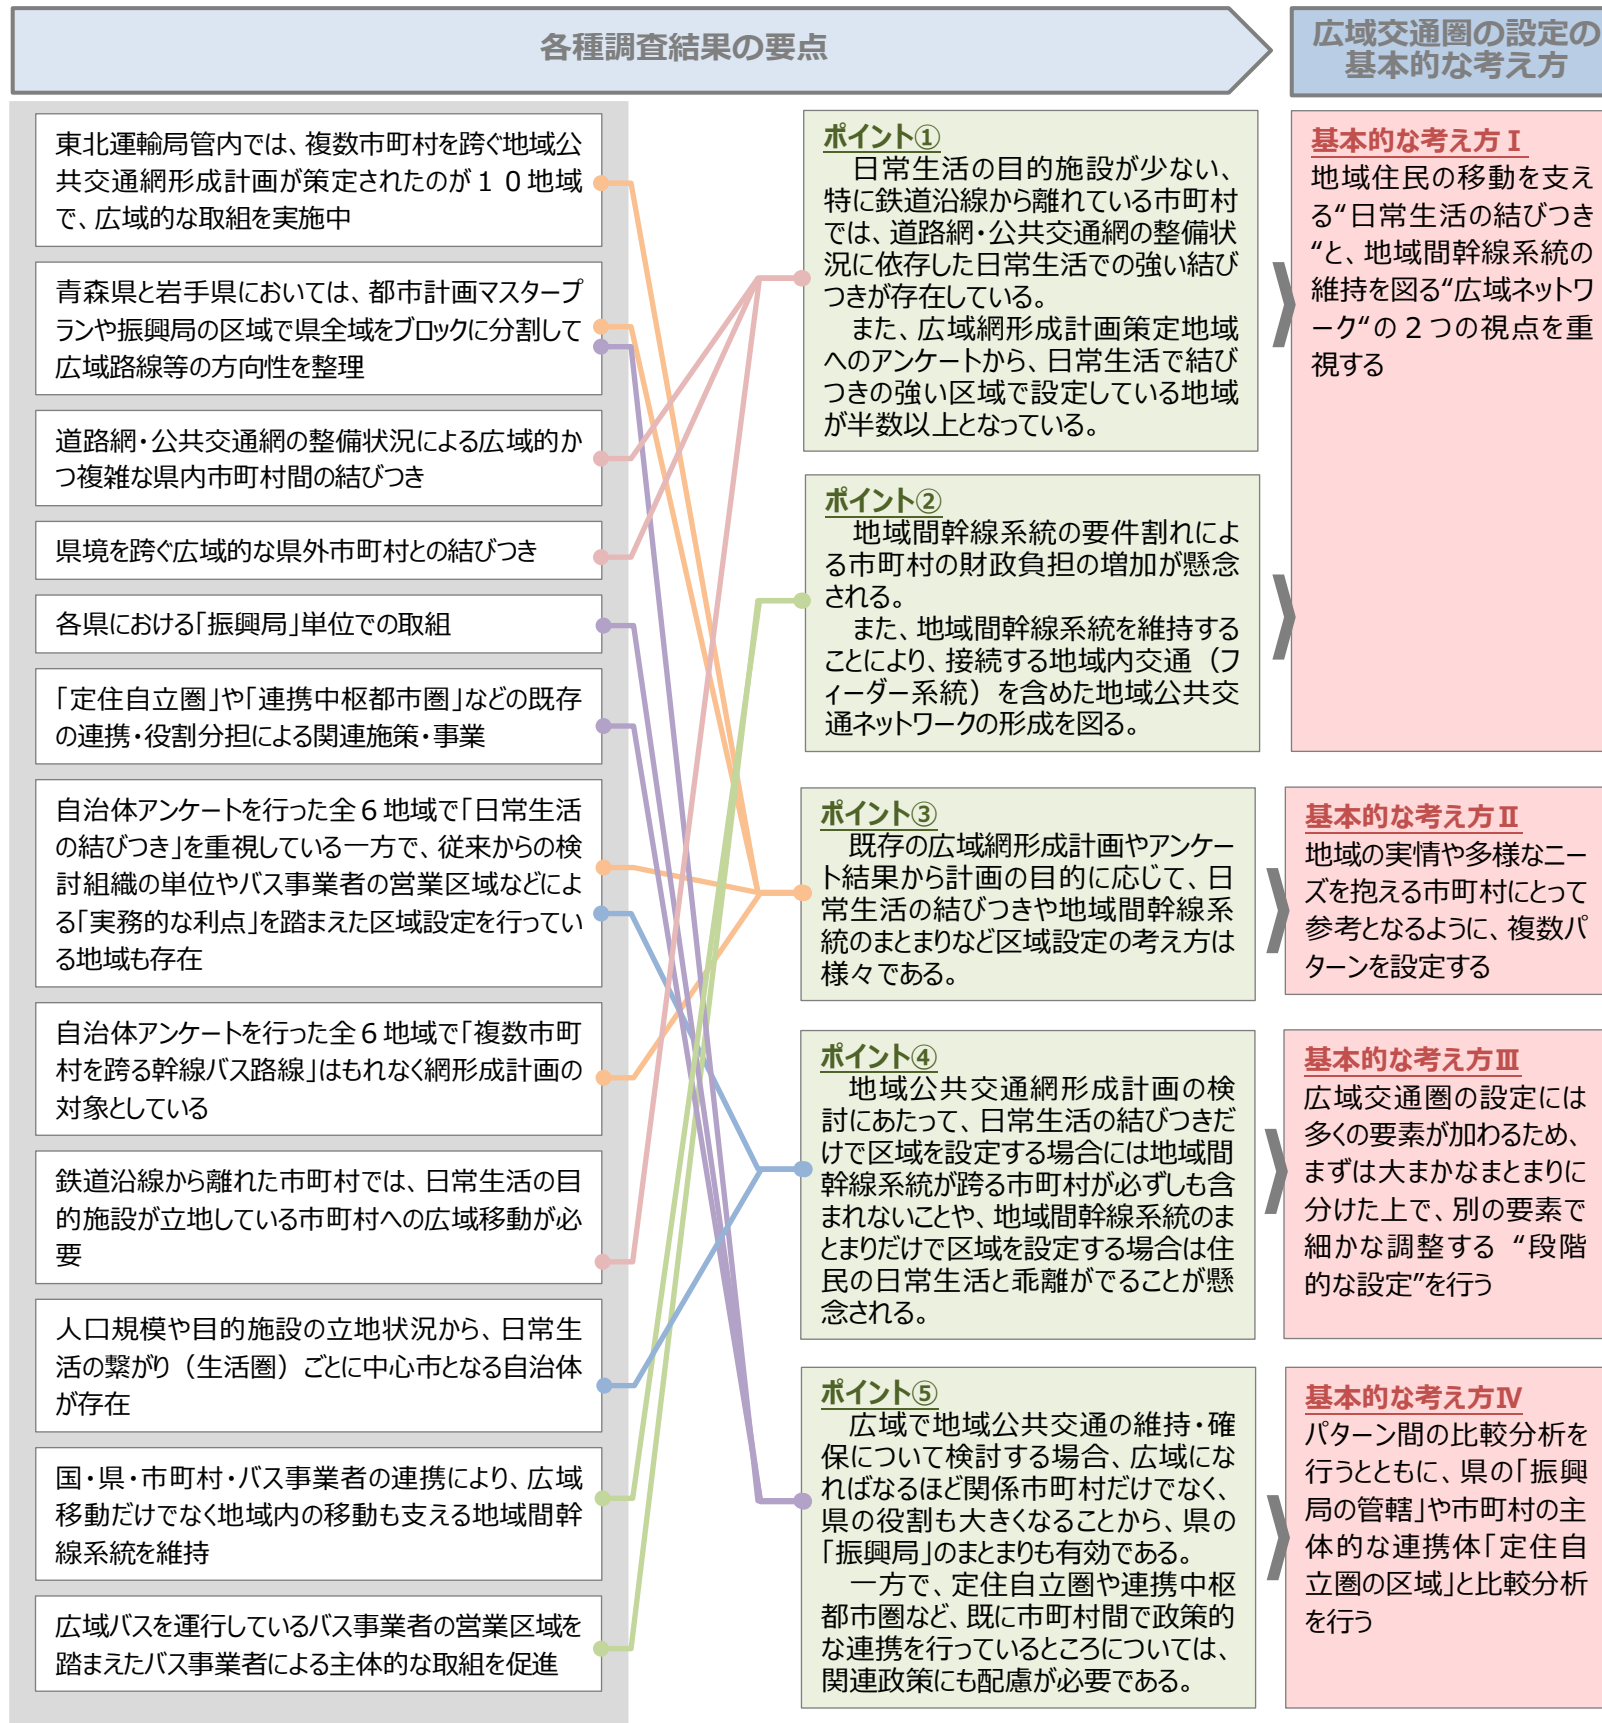 各種調査結果の要点
広域交通圏の設定の
基本的な考え方
東北運輸局管内では、複数市町村を跨ぐ地域公
共交通網形成計画が策定されたのが１０地域
で、広域的な取組を実施中
青森県と岩手県においては、都市計画マスタープ
ランや振興局の区域で県全域をブロックに分割して
広域路線等の方向性を整理
道路網・公共交通網の整備状況による広域的か
つ複雑な県内市町村間の結びつき
県境を跨ぐ広域的な県外市町村との結びつき
各県における「振興局」単位での取組
「定住自立圏」や「連携中枢都市圏」などの既存
の連携・役割分担による関連施策・事業
自治体アンケートを行った全６地域で「日常生活
の結びつき」を重視している一方で、従来からの検
討組織の単位やバス事業者の営業区域などによ
る「実務的な利点」を踏まえた区域設定を行ってい
る地域も存在
自治体アンケートを行った全６地域で「複数市町
村を跨る幹線バス路線」はもれなく網形成計画の
対象としている
鉄道沿線から離れた市町村では、日常生活の目
的施設が立地している市町村への広域移動が必
要
人口規模や目的施設の立地状況から、日常生
活の繋がり（生活圏）ごとに中心市となる自治体
が存在
国・県・市町村・バス事業者の連携により、広域
移動だけでなく地域内の移動も支える地域間幹
線系統を維持
広域バスを運行しているバス事業者の営業区域を
踏まえたバス事業者による主体的な取組を促進
ポイント①
日常生活の目的施設が少ない、
特に鉄道沿線から離れている市町村
では、道路網・公共交通網の整備状
況に依存した日常生活での強い結び
つきが存在している。
また、広域網形成計画策定地域
へのアンケートから、日常生活で結び
つきの強い区域で設定している地域
が半数以上となっている。
ポイント②
地域間幹線系統の要件割れによ
る市町村の財政負担の増加が懸念
される。
また、地域間幹線系統を維持する
ことにより、接続する地域内交通（フ
ィーダー系統）を含めた地域公共交
通ネットワークの形成を図る。
ポイント③
既存の広域網形成計画やアンケー
ト結果から計画の目的に応じて、日
常生活の結びつきや地域間幹線系
統のまとまりなど区域設定の考え方は
様々である。
ポイント④
地域公共交通網形成計画の検
討にあたって、日常生活の結びつきだ
けで区域を設定する場合には地域間
幹線系統が跨る市町村が必ずしも含
まれないことや、地域間幹線系統のま
とまりだけで区域を設定する場合は住
民の日常生活と乖離がでることが懸
念される。
ポイント⑤
広域で地域公共交通の維持・確
保について検討する場合、広域にな
ればなるほど関係市町村だけでなく、
県の役割も大きくなることから、県の
「振興局」のまとまりも有効である。
一方で、定住自立圏や連携中枢
都市圏など、既に市町村間で政策的
な連携を行っているところについては、
関連政策にも配慮が必要である。
基本的な考え方Ⅰ
地域住民の移動を支え
る“日常生活の結びつき
“と、地域間幹線系統の
維持を図る“広域ネットワ
ーク“の２つの視点を重
視する
基本的な考え方Ⅱ
地域の実情や多様なニー
ズを抱える市町村にとって
参考となるように、複数パ
ターンを設定する
基本的な考え方Ⅲ
広域交通圏の設定には
多くの要素が加わるため、
まずは大まかなまとまりに
分けた上で、別の要素で
細かな調整する “段階
的な設定”を行う
基本的な考え方Ⅳ
パターン間の比較分析を
行うとともに、県の「振興
局の管轄」や市町村の主
体的な連携体「定住自
立圏の区域」と比較分析
を行う